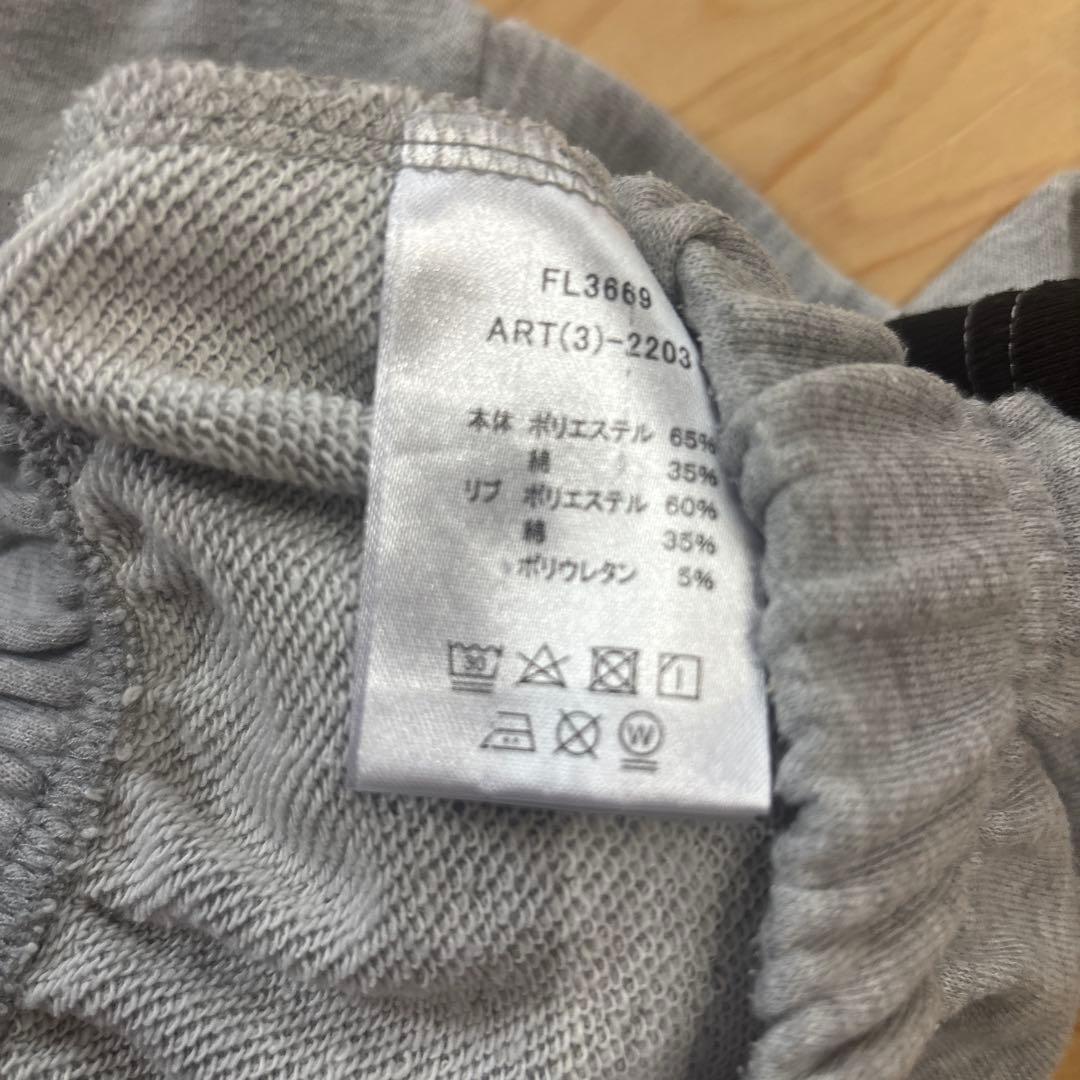 FL3669
ART(3)-2203
本体 ポリエステル 65%
綿 35%
リブ ポリエステル 60%
綿 35%
ポリウレタン 5%
30
W